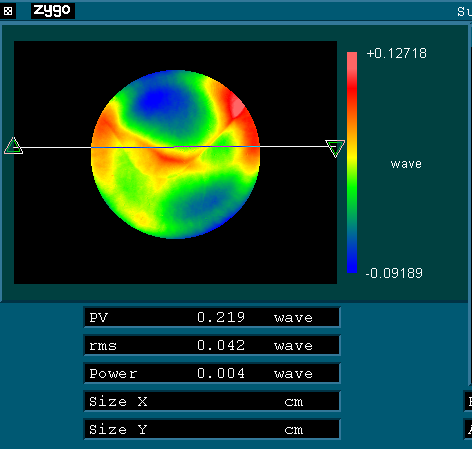 zygo
Su
+0.12718
wave
-0.09189
PV 0.219 wave
rms 0.042 wave
Power 0.004 wave
Size X cm
Size Y cm